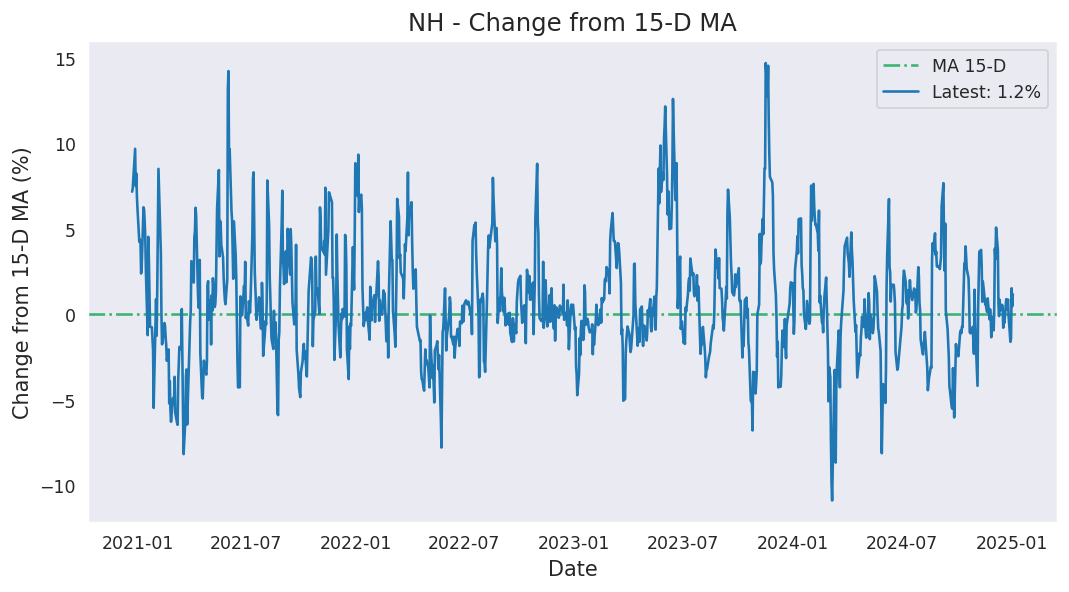 NH - Change from 15-D MA
MA 15-D
Latest: 1.2%
Change from 15-D MA (%)
15
10
5
0
−5
−10
2021-01 2021-07 2022-01 2022-07 2023-01 2023-07 2024-01 2024-07 2025-01
Date